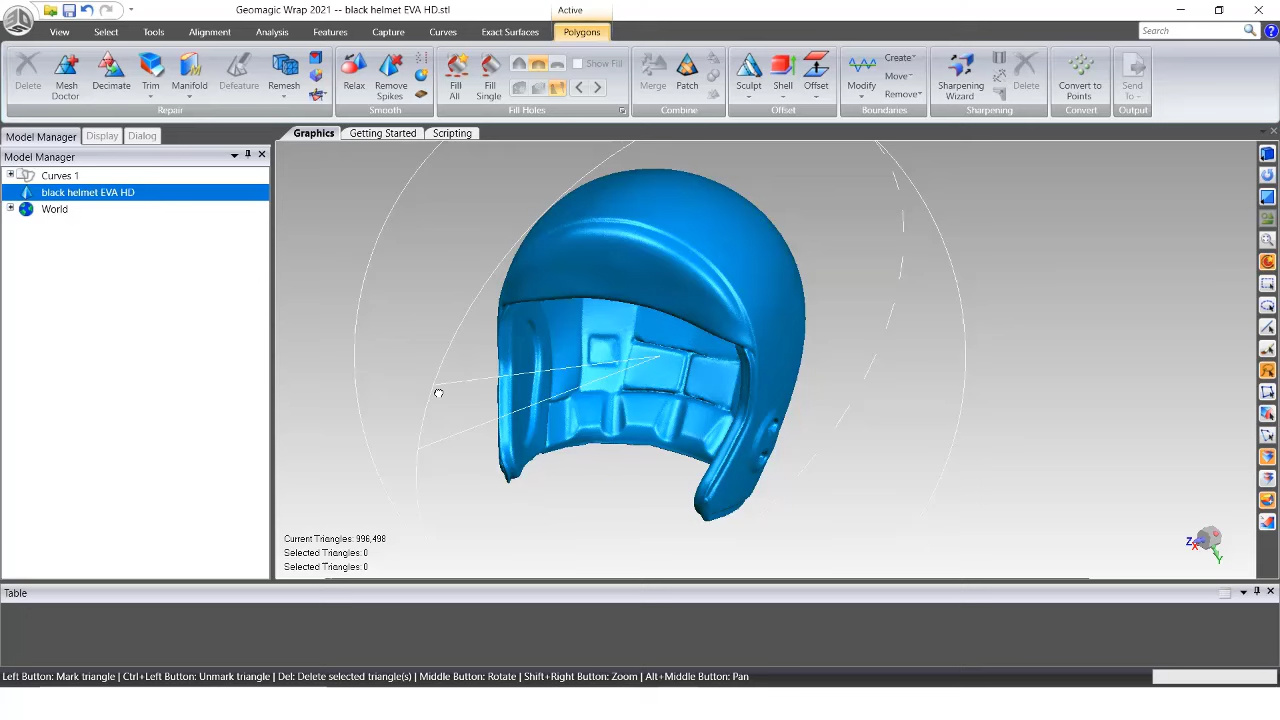 Geomagic Wrap 2021 -- black helmet EVA HD.stl
Active
View Select Tools Alignment Analysis Features Capture Curves Exact Surfaces Polygons Search
Delete Mesh Doctor Decimate Trim Manifold Defeature Remesh
Repair
Relax Remove Spikes
Smooth
Fill All Fill Single Show Fill
Fill Holes
Merge Patch
Combine
Sculpt Shell Offset
Offset
Modify Create Move Remove
Boundaries
Sharpening Wizard Delete
Sharpening
Convert to Points
Convert
Send To
Output
Model Manager Display Dialog
Graphics Getting Started Scripting
Model Manager
Curves 1
black helmet EVA HD
World
Current Triangles: 996,498
Selected Triangles: 0
Selected Triangles: 0
Z X Y
Table
Left Button: Mark triangle | Ctrl+Left Button: Unmark triangle | Del: Delete selected triangle(s) | Middle Button: Rotate | Shift+Right Button: Zoom | Alt+Middle Button: Pan